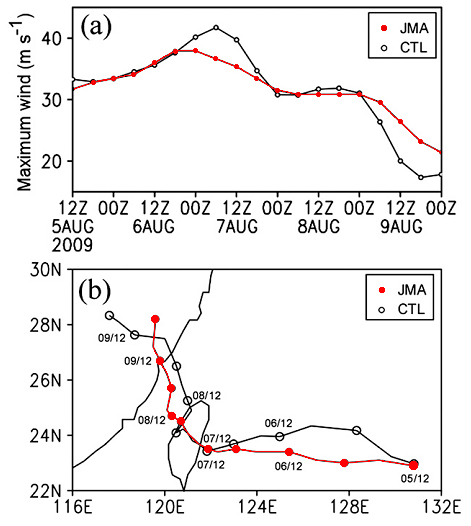 (a)
JMA
CTL
Maximum wind (m s⁻¹)
40
30
20
12Z 00Z 12Z 00Z 12Z 00Z 12Z 00Z 12Z 00Z
5AUG 6AUG 7AUG 8AUG 9AUG
2009
30N
(b)
JMA
CTL
28N
09/12
26N
09/12
08/12
08/12
06/12
24N
07/12
07/12
06/12
05/12
22N
116E 120E 124E 128E 132E